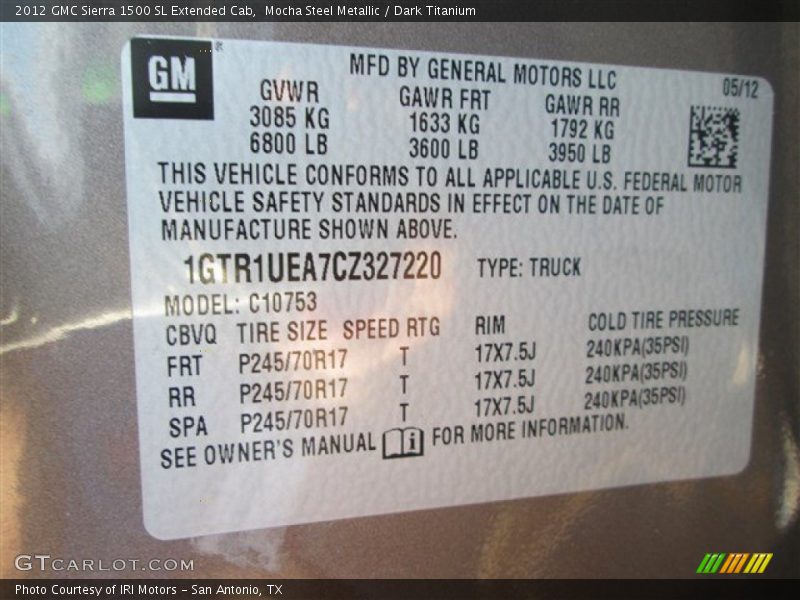 2012 GMC Sierra 1500 SL Extended Cab, Mocha Steel Metallic / Dark Titanium
GM
MFD BY GENERAL MOTORS LLC
05/12
GVWR GAWR FRT GAWR RR
3085 KG 1633 KG 1792 KG
6800 LB 3600 LB 3950 LB
THIS VEHICLE CONFORMS TO ALL APPLICABLE U.S. FEDERAL MOTOR
VEHICLE SAFETY STANDARDS IN EFFECT ON THE DATE OF
MANUFACTURE SHOWN ABOVE.
1GTR1UEA7CZ327220 TYPE: TRUCK
MODEL: C10753
CBVQ TIRE SIZE SPEED RTG RIM COLD TIRE PRESSURE
FRT P245/70R17 T 17X7.5J 240KPA(35PSI)
RR P245/70R17 T 17X7.5J 240KPA(35PSI)
SPA P245/70R17 T 17X7.5J 240KPA(35PSI)
SEE OWNER'S MANUAL i FOR MORE INFORMATION.
GTCARLOT.COM
Photo Courtesy of IRI Motors – San Antonio, TX